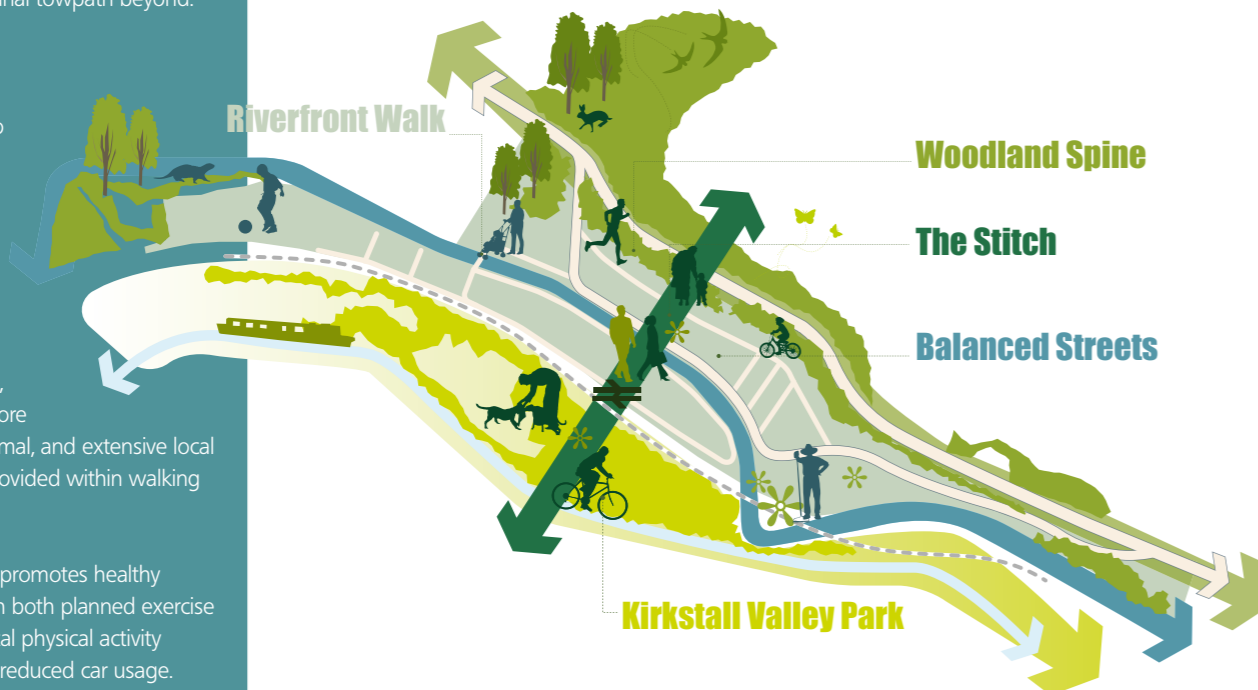 nal towpath beyond.
Riverfront Walk
Woodland Spine
The Stitch
Balanced Streets
ore
mal, and extensive local
ovided within walking
promotes healthy
n both planned exercise
al physical activity
reduced car usage.
Kirkstall Valley Park